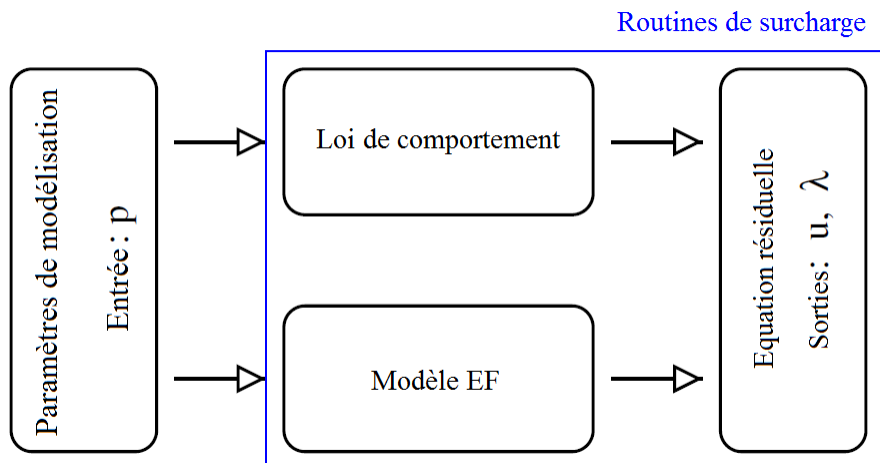 Routines de surcharge
Paramètres de modélisation
Entrée: p
Loi de comportement
Modèle EF
Equation résiduelle
Sorties: u, λ